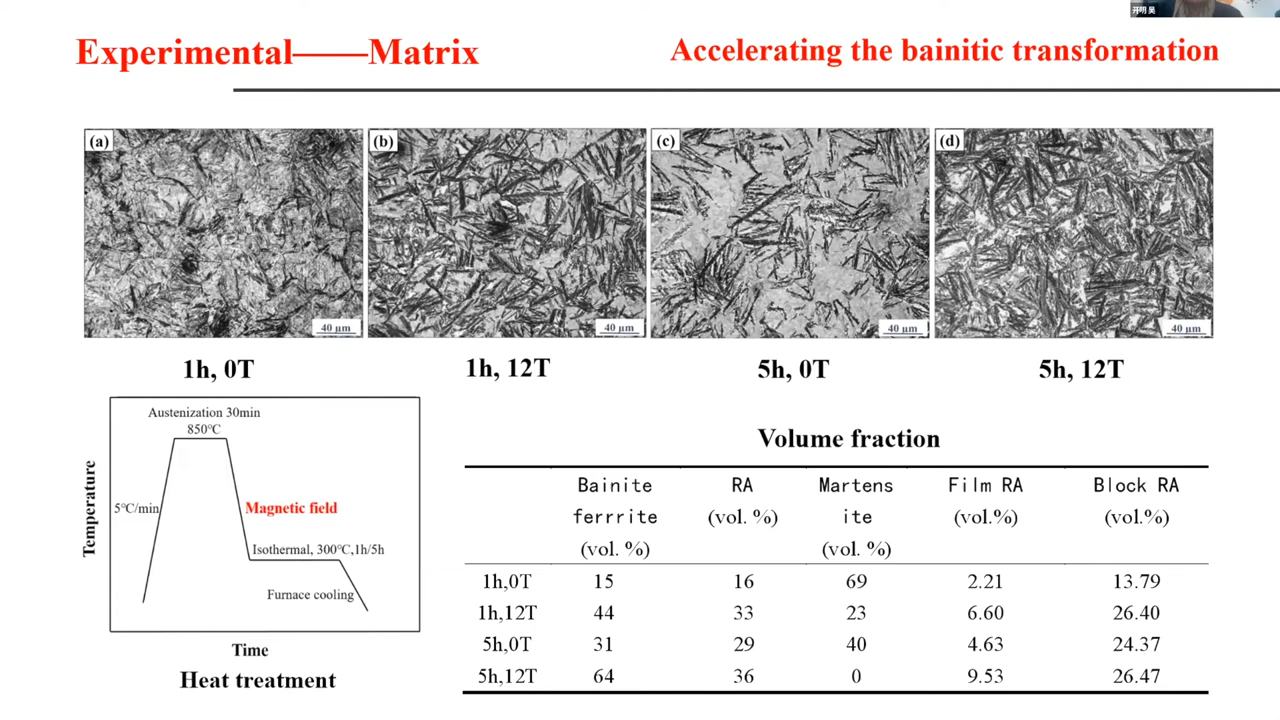 开明 吴
Experimental——Matrix
Accelerating the bainitic transformation
(a)
(b)
(c)
(d)
40 μm
40 μm
40 μm
40 μm
1h, 0T
1h, 12T
5h, 0T
5h, 12T
Austenization 30min
850℃
5℃/min
Magnetic field
Isothermal, 300℃,1h/5h
Furnace cooling
Temperature
Time
Heat treatment
Volume fraction
Bainite ferrrite (vol. %)
RA (vol. %)
Martens ite (vol. %)
Film RA (vol.%)
Block RA (vol.%)
1h,0T 15 16 69 2.21 13.79
1h,12T 44 33 23 6.60 26.40
5h,0T 31 29 40 4.63 24.37
5h,12T 64 36 0 9.53 26.47